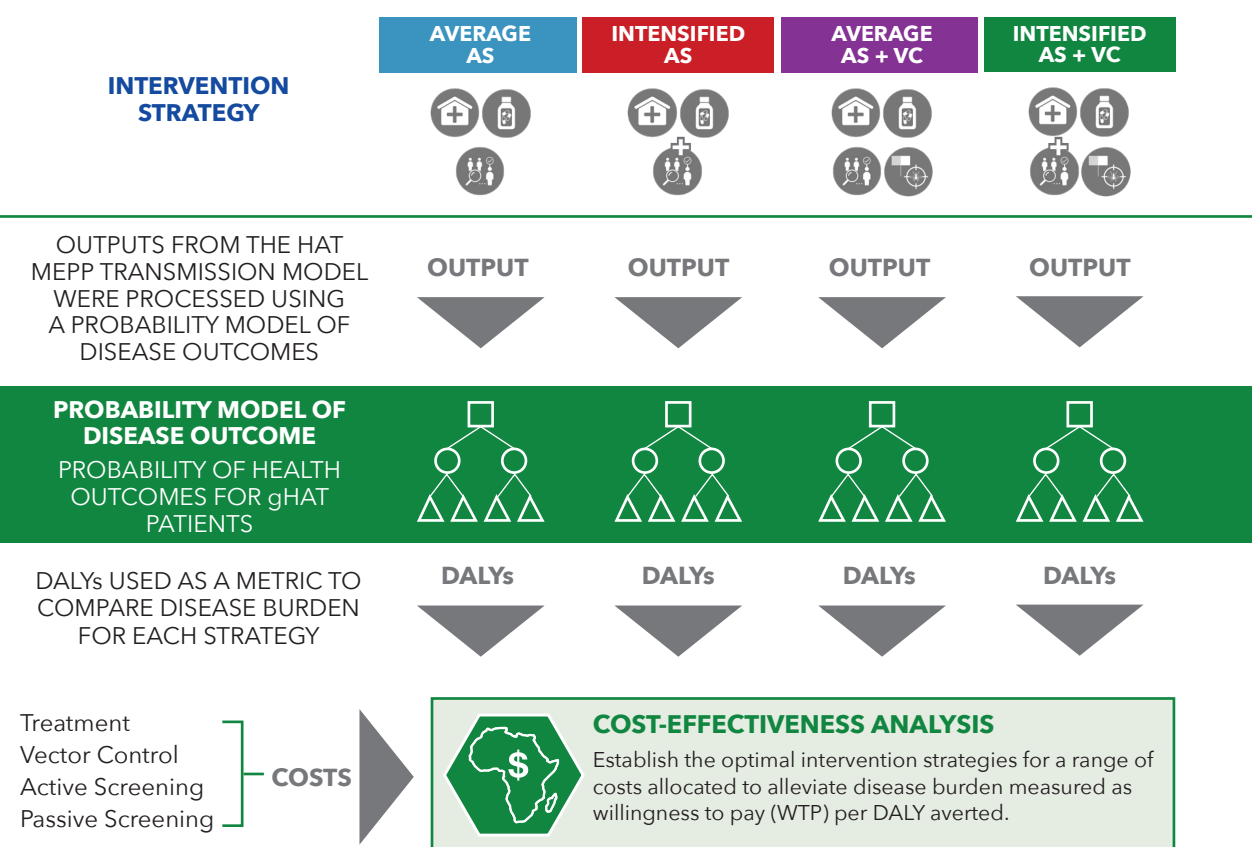 AVERAGE
AS
INTENSIFIED
AS
AVERAGE
AS + VC
INTENSIFIED
AS + VC
INTERVENTION
STRATEGY
OUTPUTS FROM THE HAT
MEPP TRANSMISSION MODEL
WERE PROCESSED USING
A PROBABILITY MODEL OF
DISEASE OUTCOMES
OUTPUT
OUTPUT
OUTPUT
OUTPUT
PROBABILITY MODEL OF
DISEASE OUTCOME
PROBABILITY OF HEALTH
OUTCOMES FOR gHAT
PATIENTS
DALYs USED AS A METRIC TO
COMPARE DISEASE BURDEN
FOR EACH STRATEGY
DALYs
DALYs
DALYs
DALYs
Treatment
Vector Control
Active Screening
Passive Screening
COSTS
$
COST-EFFECTIVENESS ANALYSIS
Establish the optimal intervention strategies for a range of
costs allocated to alleviate disease burden measured as
willingness to pay (WTP) per DALY averted.